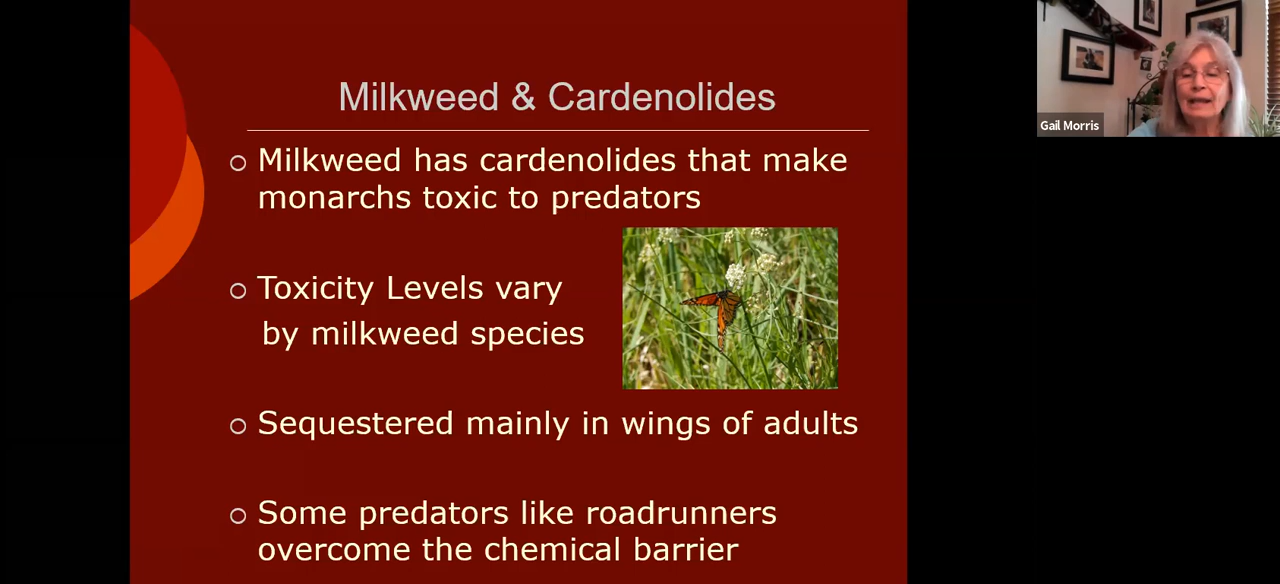 Milkweed & Cardenolides
Milkweed has cardenolides that make
monarchs toxic to predators
Toxicity Levels vary
by milkweed species
Sequestered mainly in wings of adults
Some predators like roadrunners
overcome the chemical barrier
Gail Morris